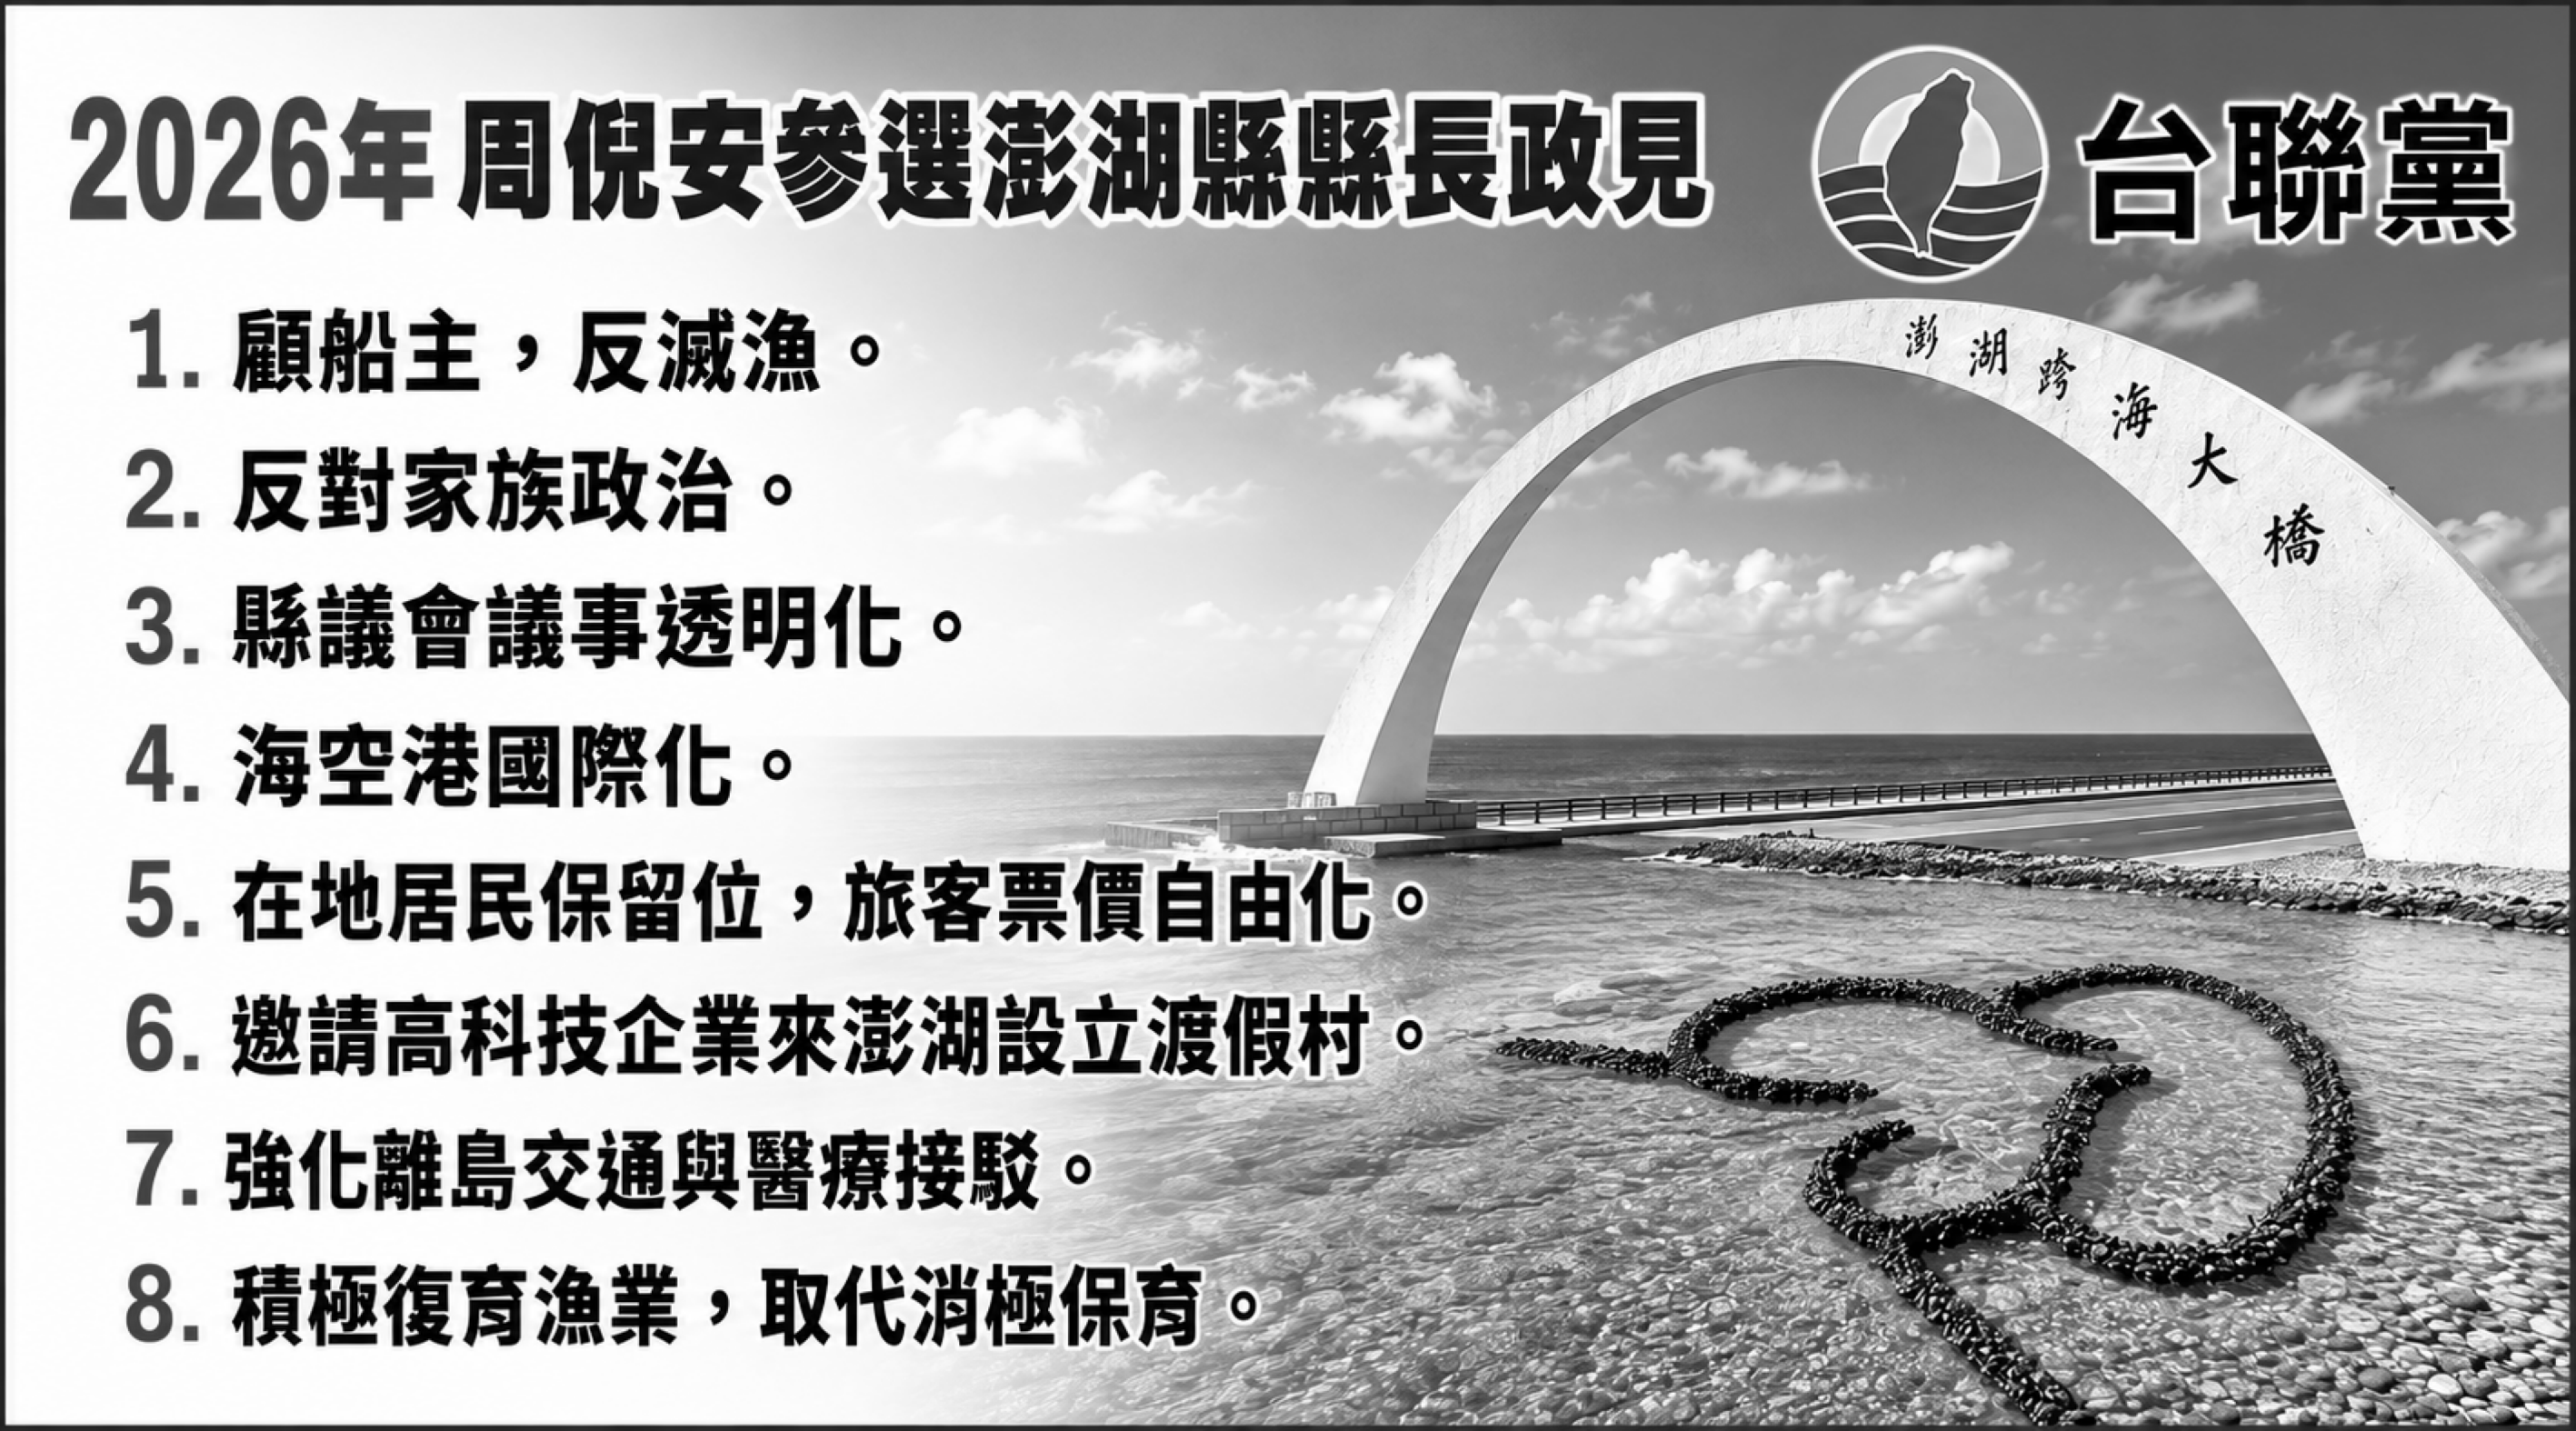 2026年 周倪安參選澎湖縣縣長政見
台聯黨
1. 顧船主，反滅漁。
2. 反對家族政治。
3. 縣議會議事透明化。
4. 海空港國際化。
5. 在地居民保留位，旅客票價自由化。
6. 邀請高科技企業來澎湖設立渡假村。
7. 強化離島交通與醫療接駁。
8. 積極復育漁業，取代消極保育。
澎湖跨海大橋